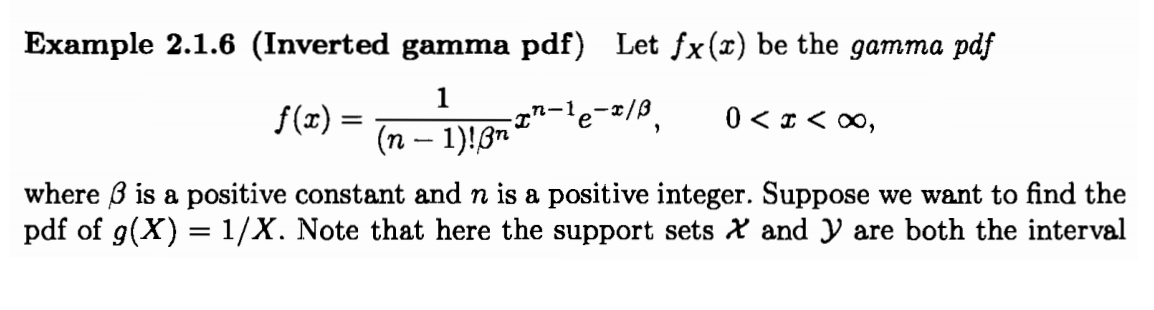 Example 2.1.6 (Inverted gamma pdf) Let f_X(x) be the gamma pdf
f(x) = \frac{1}{(n − 1)!β^n} x^{n−1}e^{−x/β}, 0 < x < ∞,
where β is a positive constant and n is a positive integer. Suppose we want to find the
pdf of g(X) = 1/X. Note that here the support sets 𝒳 and 𝒴 are both the interval